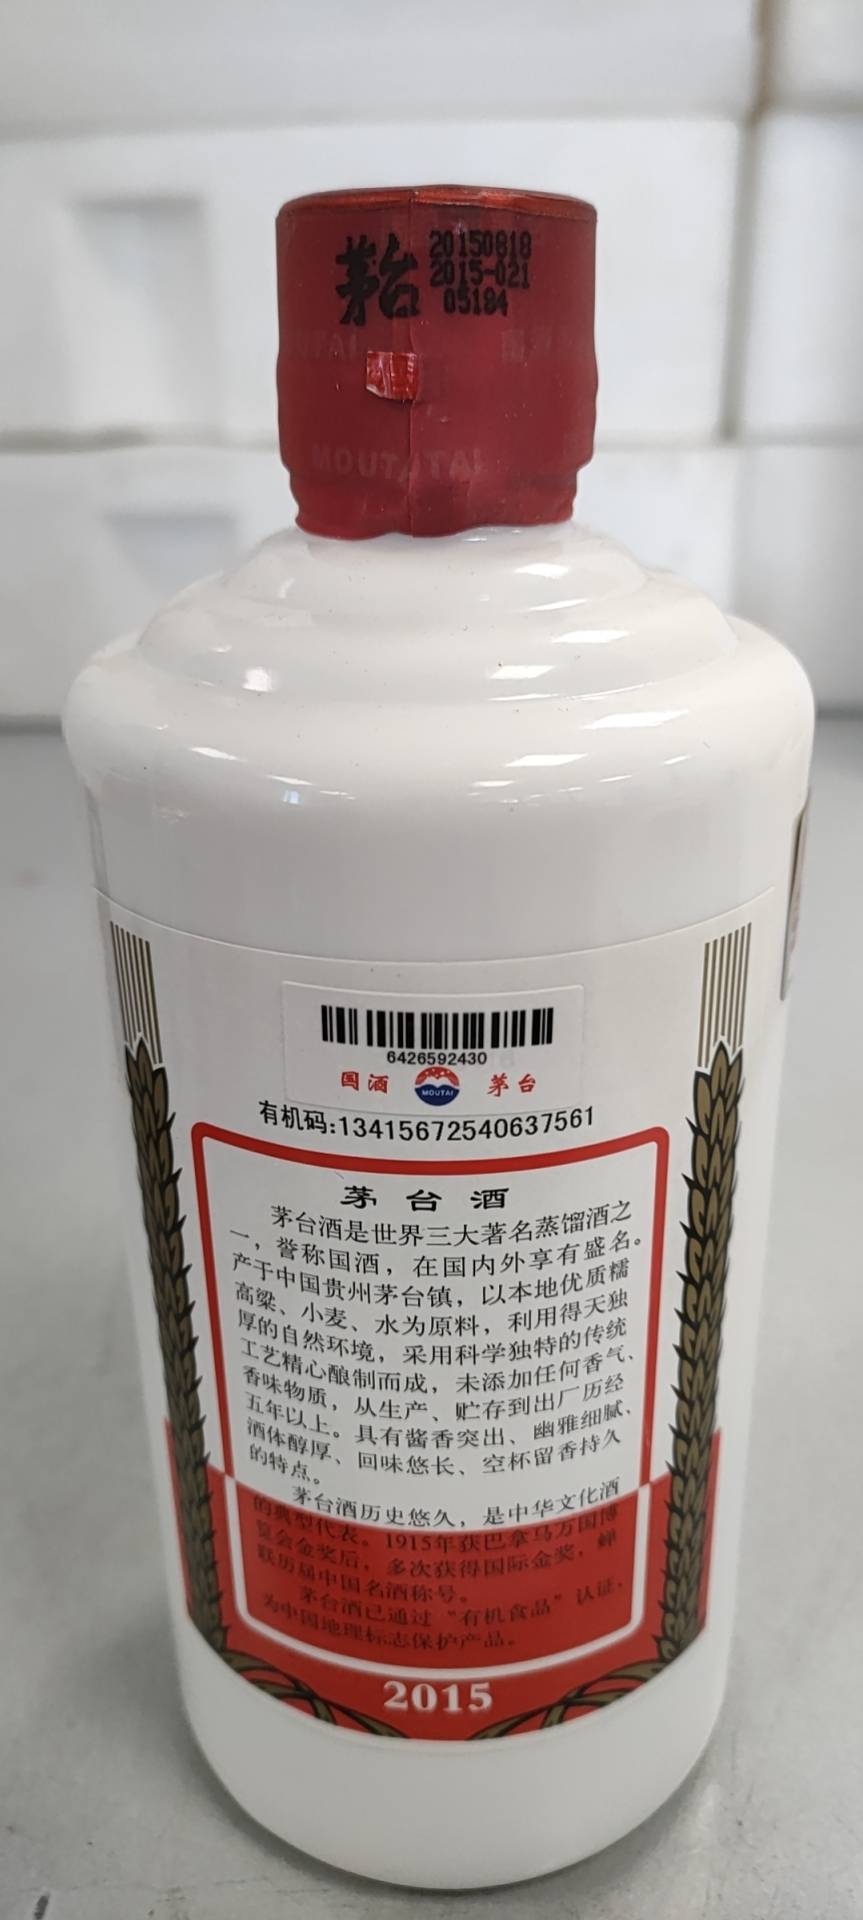 茅台
20150818
2015-021
05184
MOUTAI
6426592430
国酒
MOUTAI
茅台
有机码:13415672540637561
茅台酒
茅台酒是世界三大著名蒸馏酒之
一，誉称国酒，在国内外享有盛名。
产于中国贵州茅台镇，以本地优质糯
高粱、小麦、水为原料，利用得天独
厚的自然环境，采用科学独特的传统
工艺精心酿制而成，未添加任何香气、
香味物质，从生产、贮存到出厂历经
五年以上。具有酱香突出、幽雅细腻、
酒体醇厚、回味悠长、空杯留香持久
的特点。
茅台酒历史悠久，是中华文化酒
的典型代表。1915年获巴拿马万国博
览会金奖后，多次获得国际金奖，蝉
联历届中国名酒称号。
茅台酒已通过“有机食品”认证，
为中国地理标志保护产品。
2015